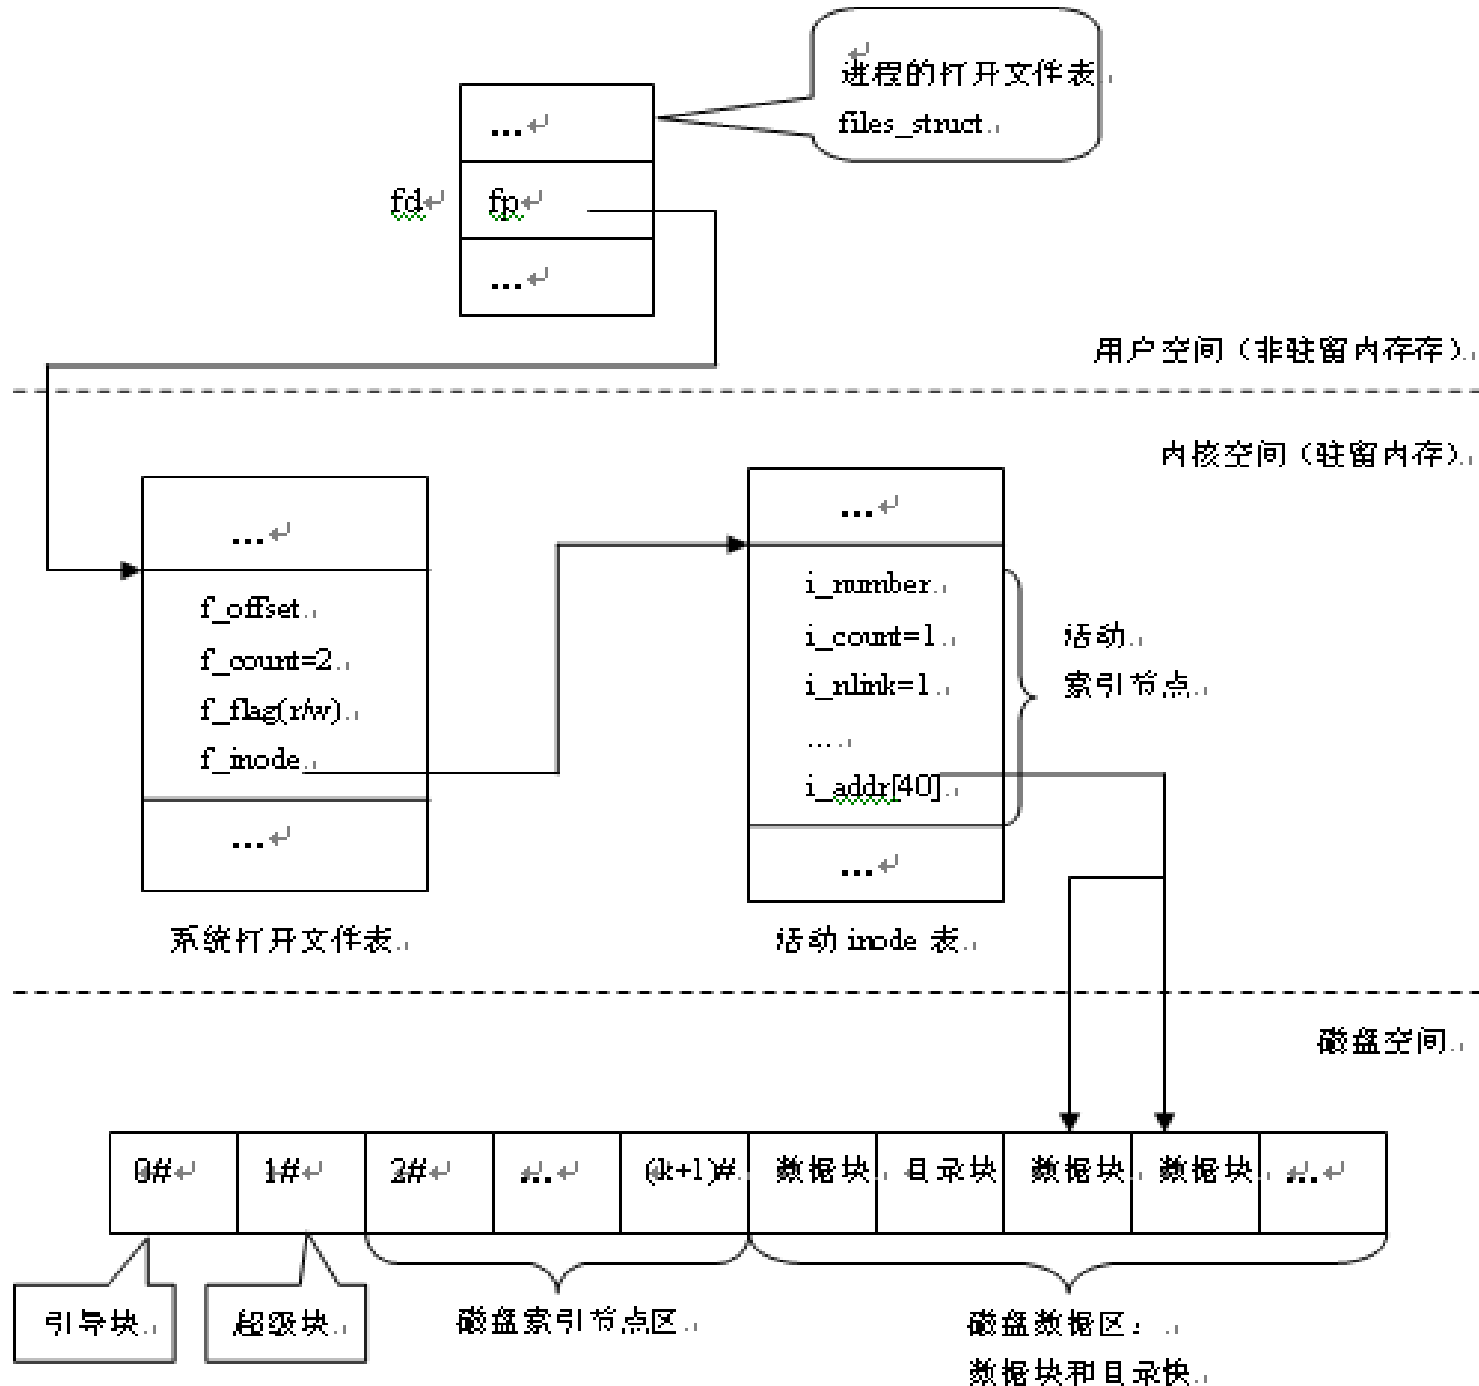 进程的打开文件表
files_struct
...
fd
fp
...
用户空间（非驻留内存存）
内核空间（驻留内存）
...
f_offset
f_count=2
f_flag(r/w)
f_inode
...
系统打开文件表
...
i_number
i_count=1
i_nlink=1
...
i_addr[40]
...
活动
索引节点
活动 inode 表
磁盘空间
0#
1#
2#
...
(k+1)#
数据块
目录块
数据块
数据块
...
引导块
超级块
磁盘索引节点区
磁盘数据区：
数据块和目录快